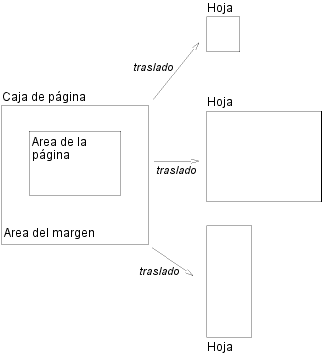 Hoja
traslado
Caja de página
Hoja
Area de la
página
traslado
Area del margen
traslado
Hoja